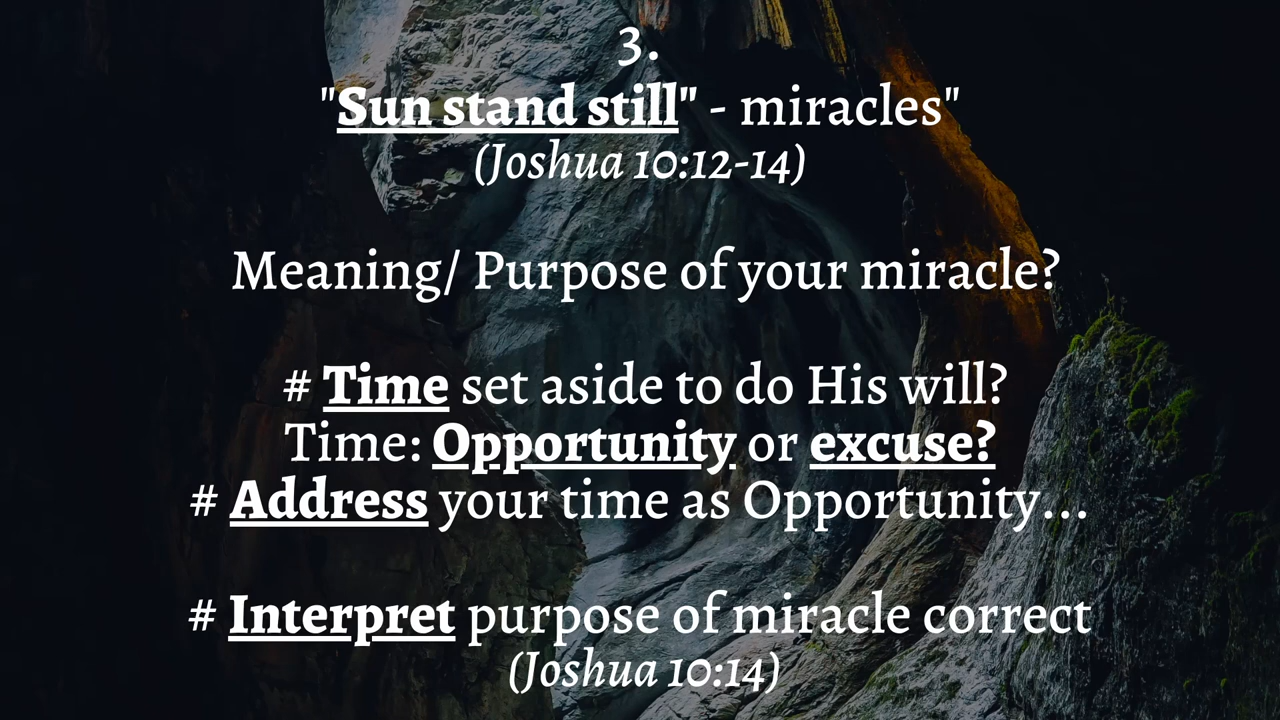 3.
"Sun stand still" - miracles"
(Joshua 10:12-14)
Meaning/ Purpose of your miracle?
# Time set aside to do His will?
Time: Opportunity or excuse?
# Address your time as Opportunity...
# Interpret purpose of miracle correct
(Joshua 10:14)